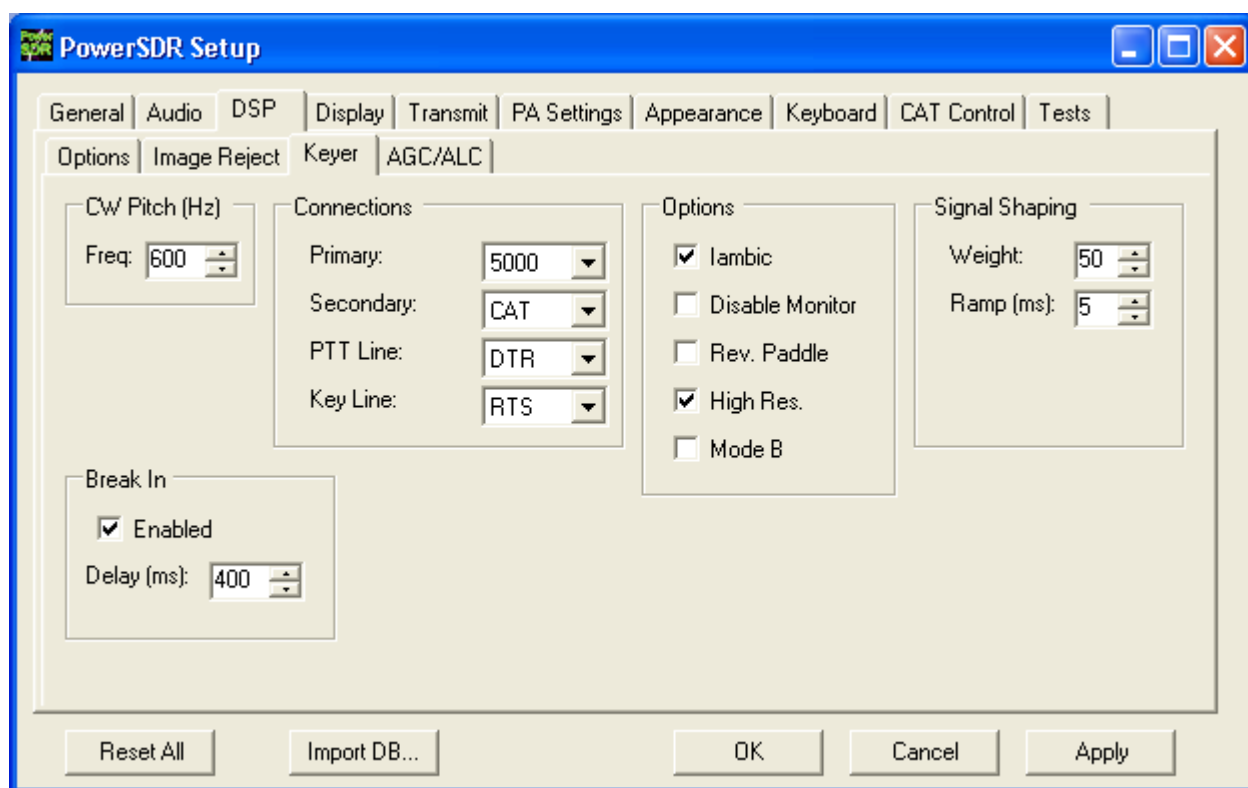 Power SDR PowerSDR Setup
General Audio DSP Display Transmit PA Settings Appearance Keyboard CAT Control Tests
Options Image Reject Keyer AGC/ALC
CW Pitch (Hz)
Freq: 600
Connections
Primary: 5000
Secondary: CAT
PTT Line: DTR
Key Line: RTS
Options
Iambic
Disable Monitor
Rev. Paddle
High Res.
Mode B
Signal Shaping
Weight: 50
Ramp (ms): 5
Break In
Enabled
Delay (ms): 400
Reset All Import DB... OK Cancel Apply